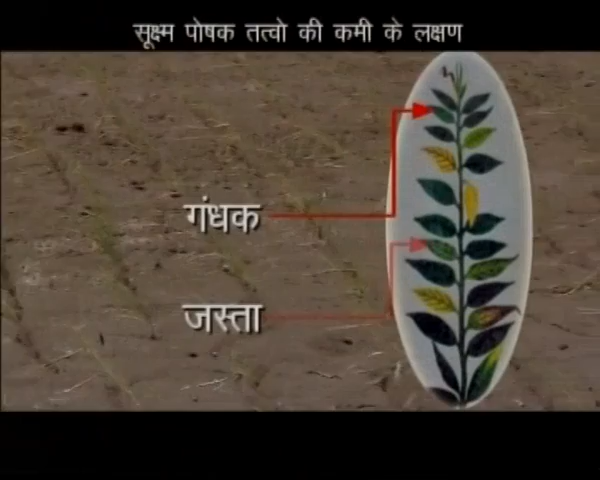 सूक्ष्म पोषक तत्वो की कमी के लक्षण
गंधक
जस्ता